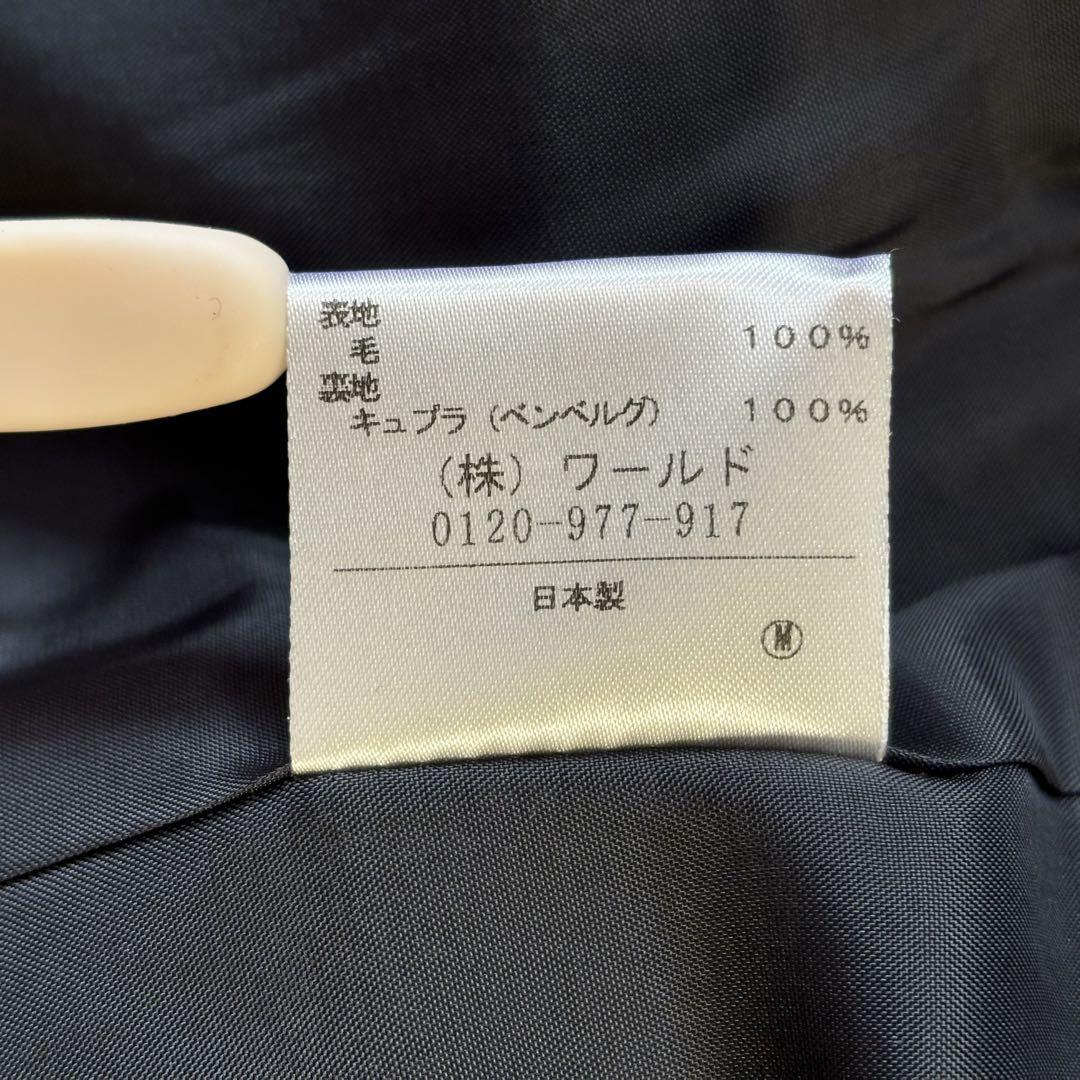 表地
毛 100%
裏地
キュプラ (ベンベルグ) 100%
(株) ワールド
0120-977-917
日本製
Ⓜ